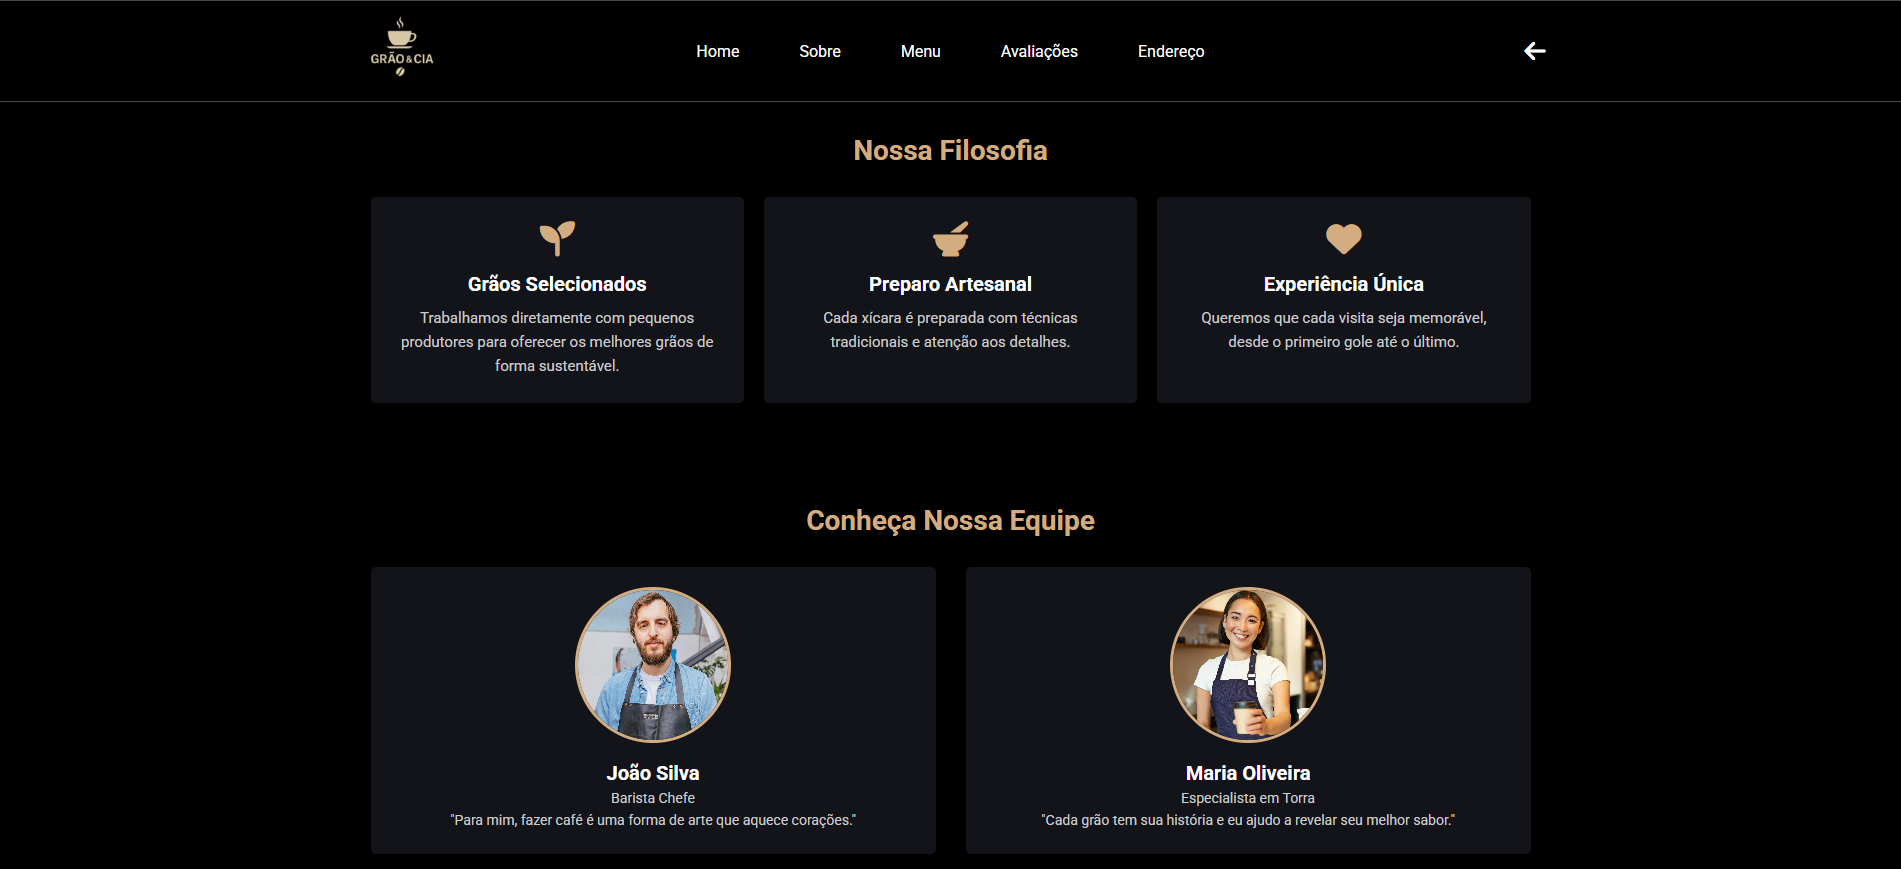 GRÃO & CIA
Home Sobre Menu Avaliações Endereço
Nossa Filosofia
Grãos Selecionados
Trabalhamos diretamente com pequenos
produtores para oferecer os melhores grãos de
forma sustentável.
Preparo Artesanal
Cada xícara é preparada com técnicas
tradicionais e atenção aos detalhes.
Experiência Única
Queremos que cada visita seja memorável,
desde o primeiro gole até o último.
Conheça Nossa Equipe
João Silva
Barista Chefe
"Para mim, fazer café é uma forma de arte que aquece corações."
Maria Oliveira
Especialista em Torra
"Cada grão tem sua história e eu ajudo a revelar seu melhor sabor."